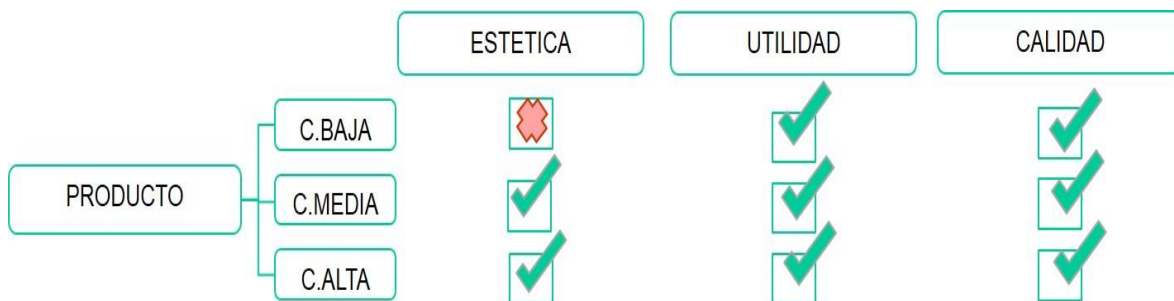 ESTETICA
UTILIDAD
CALIDAD
PRODUCTO
C.BAJA
C.MEDIA
C.ALTA